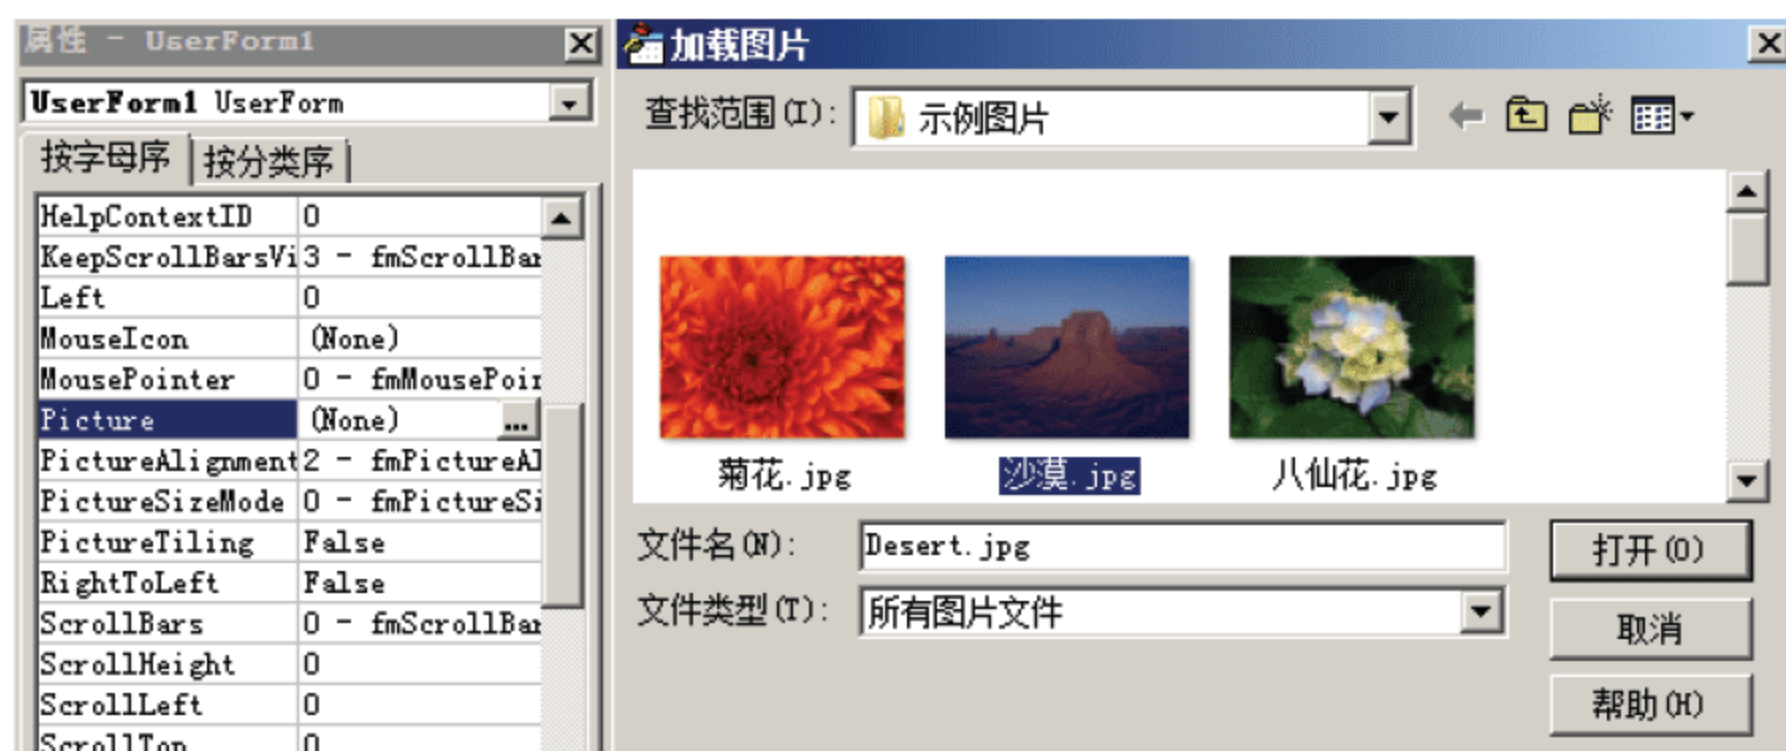 属性 - UserForm1
UserForm1 UserForm
按字母序 按分类序
HelpContextID 0
KeepScrollBarsVi 3 - fmScrollBar
Left 0
MouseIcon (None)
MousePointer 0 - fmMousePoir
Picture (None) ...
PictureAlignment 2 - fmPictureAl
PictureSizeMode 0 - fmPictureSi
PictureTiling False
RightToLeft False
ScrollBars 0 - fmScrollBar
ScrollHeight 0
ScrollLeft 0
ScrollTop 0
加载图片
查找范围(I): 示例图片
菊花.jpg 沙漠.jpg 八仙花.jpg
文件名(N): Desert.jpg 打开(O)
文件类型(T): 所有图片文件 取消
帮助(H)